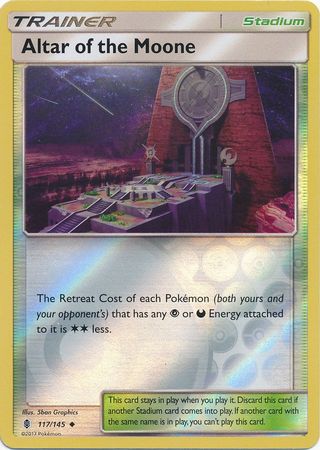 TRAINER
Stadium
Altar of the Moone
The Retreat Cost of each Pokémon (both yours and
your opponent's) that has any or Energy attached
to it is less.
Illus. 5ban Graphics
117/145
©2017 Pokémon
This card stays in play when you play it. Discard this if
another Stadium card comes into play. If another card with
the same name is in play, you can't play this card.